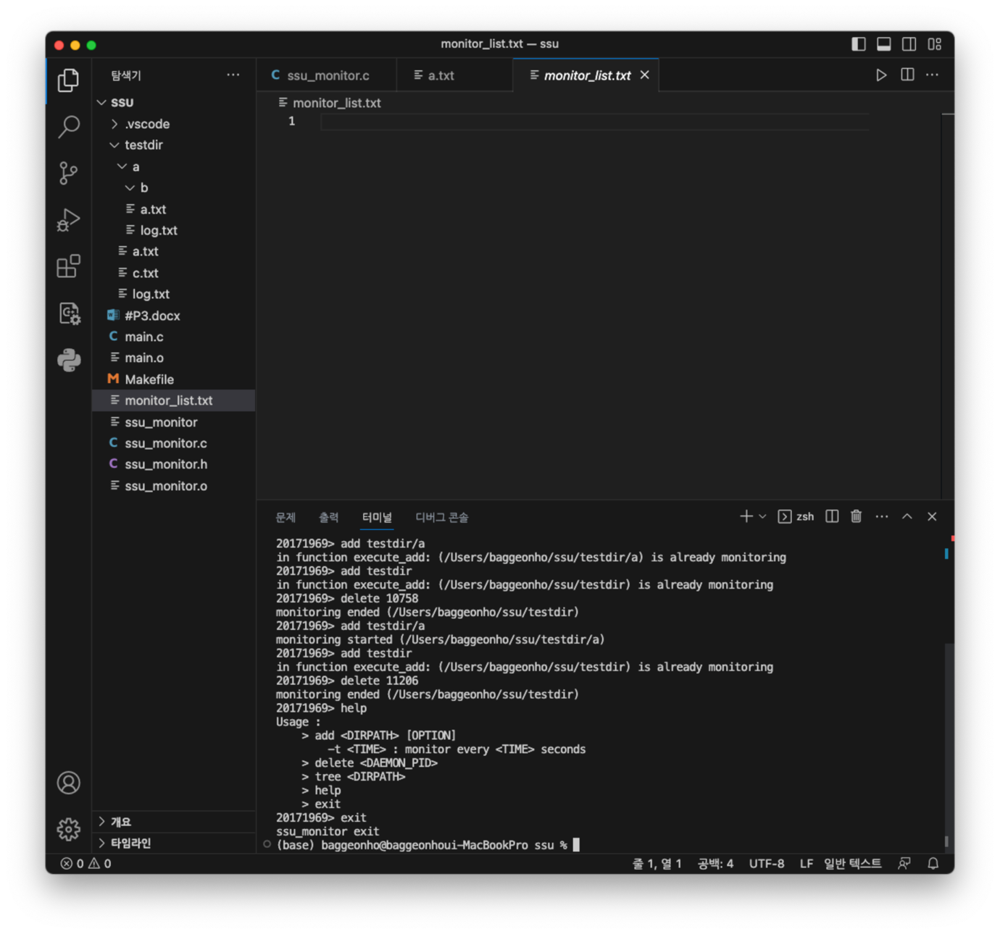 monitor_list.txt — ssu
탐색기
SSU
.vscode
testdir
a
b
a.txt
log.txt
a.txt
c.txt
log.txt
#P3.docx
main.c
main.o
Makefile
monitor_list.txt
ssu_monitor
ssu_monitor.c
ssu_monitor.h
ssu_monitor.o
개요
타임라인
ssu_monitor.c
a.txt
monitor_list.txt
monitor_list.txt
1
문제 출력 터미널 디버그 콘솔
zsh
20171969> add testdir/a
in function execute_add: (/Users/baggeonho/ssu/testdir/a) is already monitoring
20171969> add testdir
in function execute_add: (/Users/baggeonho/ssu/testdir) is already monitoring
20171969> delete 10758
monitoring ended (/Users/baggeonho/ssu/testdir)
20171969> add testdir/a
monitoring started (/Users/baggeonho/ssu/testdir/a)
20171969> add testdir
in function execute_add: (/Users/baggeonho/ssu/testdir) is already monitoring
20171969> delete 11206
monitoring ended (/Users/baggeonho/ssu/testdir)
20171969> help
Usage :
> add <DIRPATH> [OPTION]
-t <TIME> : monitor every <TIME> seconds
> delete <DAEMON_PID>
> tree <DIRPATH>
> help
> exit
20171969> exit
ssu_monitor exit
(base) baggeonho@baggeonhoui-MacBookPro ssu %
0 0
줄 1, 열 1 공백: 4 UTF-8 LF 일반 텍스트